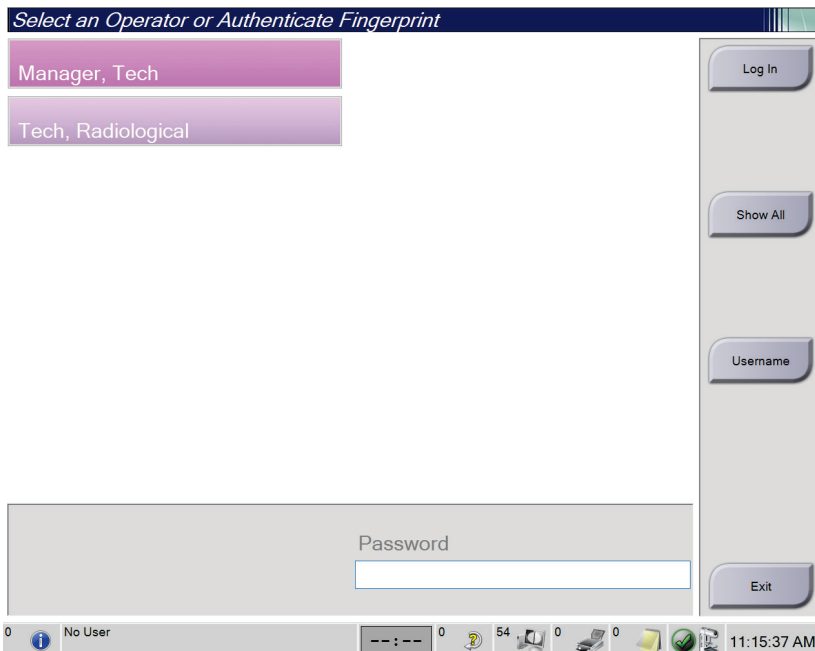 Select an Operator or Authenticate Fingerprint
Manager, Tech
Log In
Tech, Radiological
Show All
Username
Password
Exit
0 No User --:-- 0 54 0 0 11:15:37 AM